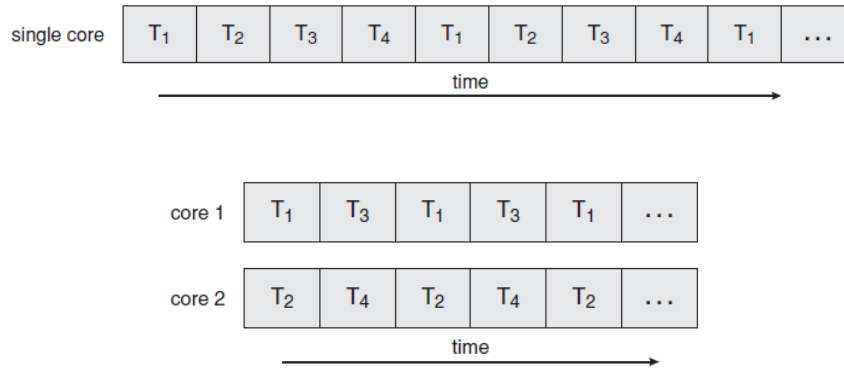 single core T₁ T₂ T₃ T₄ T₁ T₂ T₃ T₄ T₁ ...
time
core 1 T₁ T₃ T₁ T₃ T₁ ...
core 2 T₂ T₄ T₂ T₄ T₂ ...
time